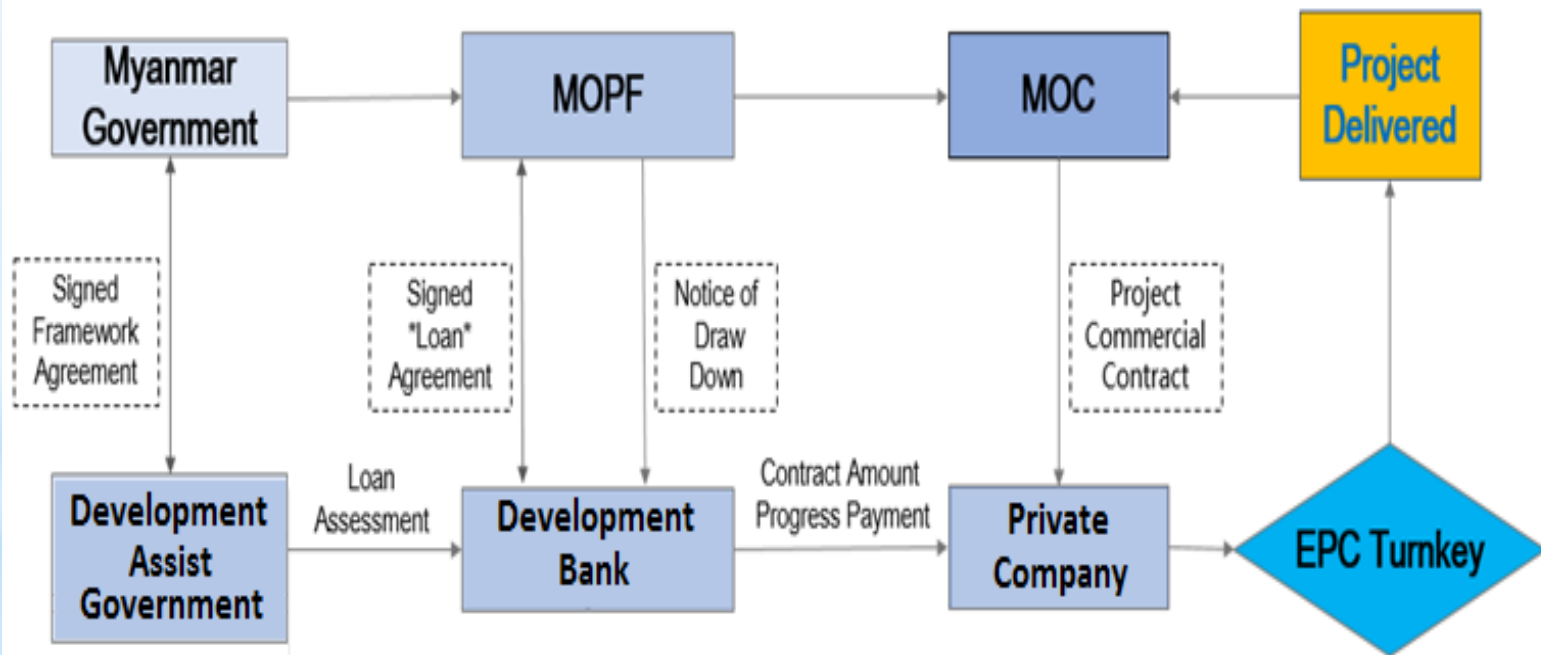 Myanmar
Government
MOPF
MOC
Project
Delivered
Signed
Framework
Agreement
Signed
*Loan*
Agreement
Notice of
Draw
Down
Project
Commercial
Contract
Development
Assist
Government
Loan
Assessment
Development
Bank
Contract Amount
Progress Payment
Private
Company
EPC Turnkey